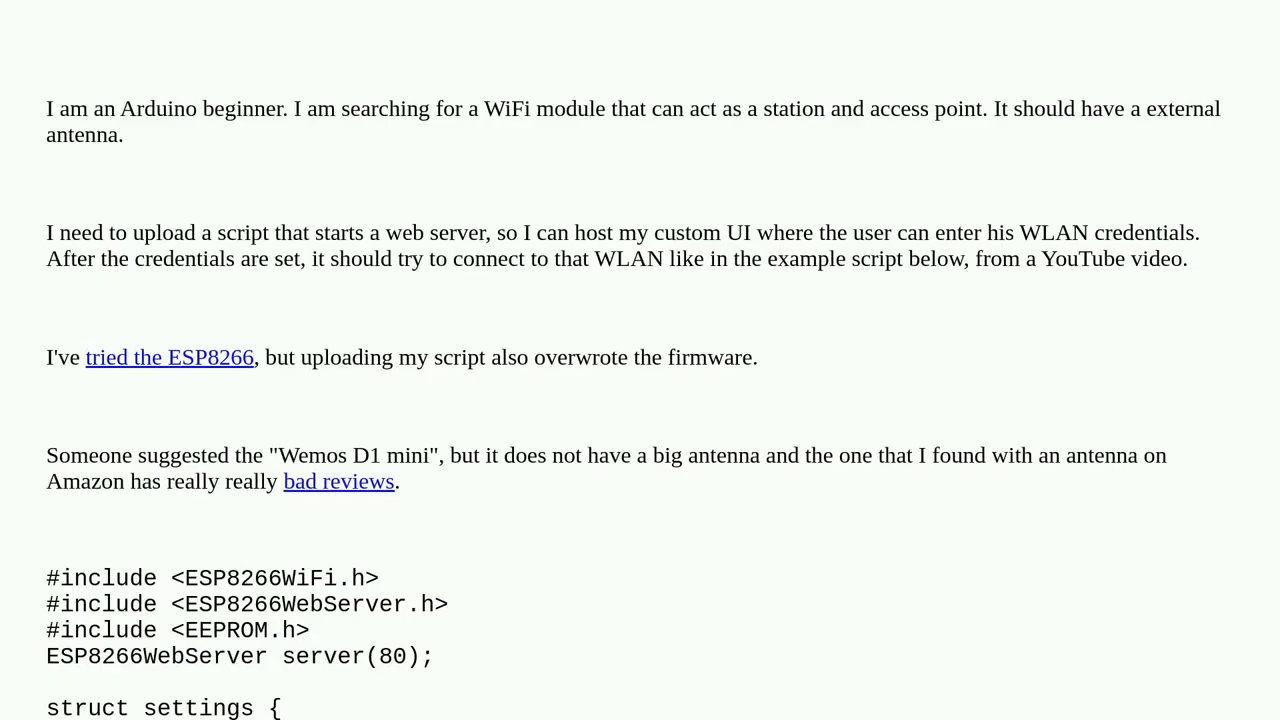 I am an Arduino beginner. I am searching for a WiFi module that can act as a station and access point. It should have a external
antenna.
I need to upload a script that starts a web server, so I can host my custom UI where the user can enter his WLAN credentials.
After the credentials are set, it should try to connect to that WLAN like in the example script below, from a YouTube video.
I've tried the ESP8266, but uploading my script also overwrote the firmware.
Someone suggested the "Wemos D1 mini", but it does not have a big antenna and the one that I found with an antenna on
Amazon has really really bad reviews.
#include <ESP8266WiFi.h>
#include <ESP8266WebServer.h>
#include <EEPROM.h>
ESP8266WebServer server(80);
struct settings {